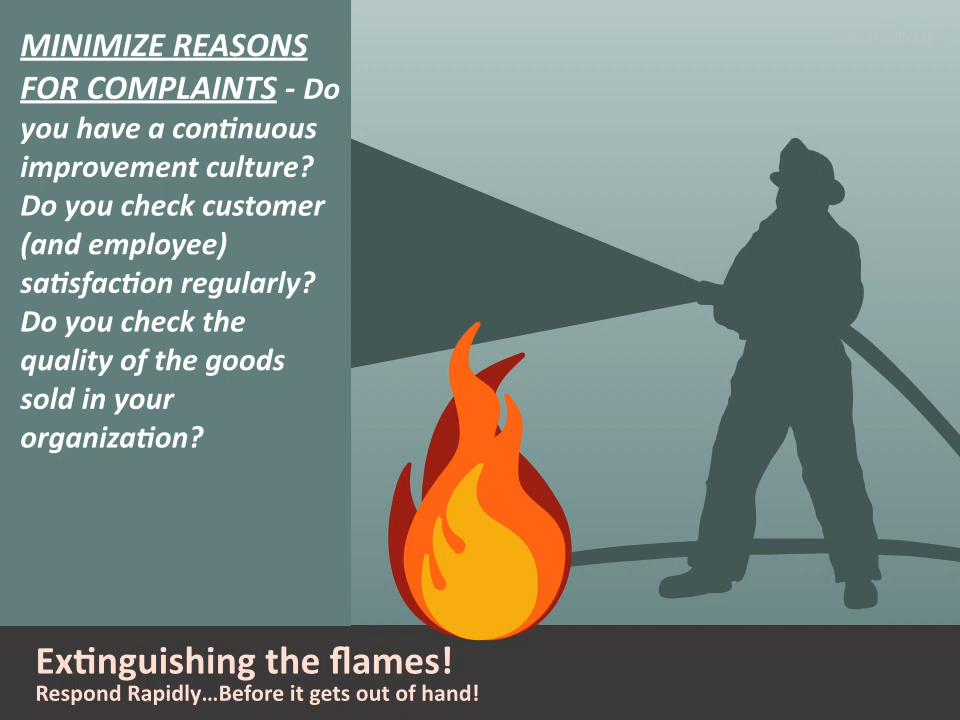 MINIMIZE REASONS
FOR COMPLAINTS - Do
you have a continuous
improvement culture?
Do you check customer
(and employee)
satisfaction regularly?
Do you check the
quality of the goods
sold in your
organization?
Extinguishing the flames!
Respond Rapidly...Before it gets out of hand!